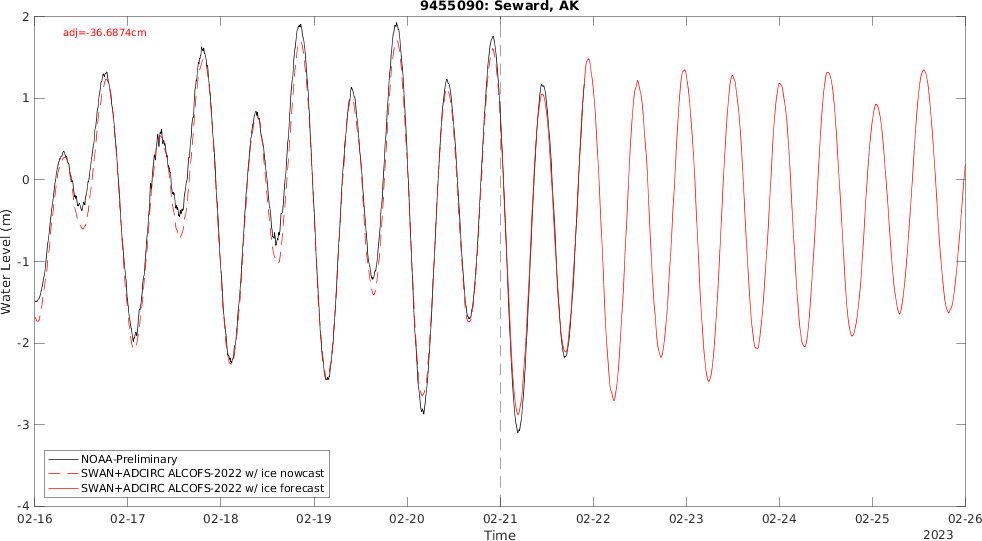 9455090: Seward, AK
adj=-36.6874cm
2
1
0
-1
-2
-3
-4
Water Level (m)
NOAA-Preliminary
SWAN+ADCIRC ALCOFS-2022 w/ ice nowcast
SWAN+ADCIRC ALCOFS-2022 w/ ice forecast
02-16 02-17 02-18 02-19 02-20 02-21 02-22 02-23 02-24 02-25 02-26
Time
2023